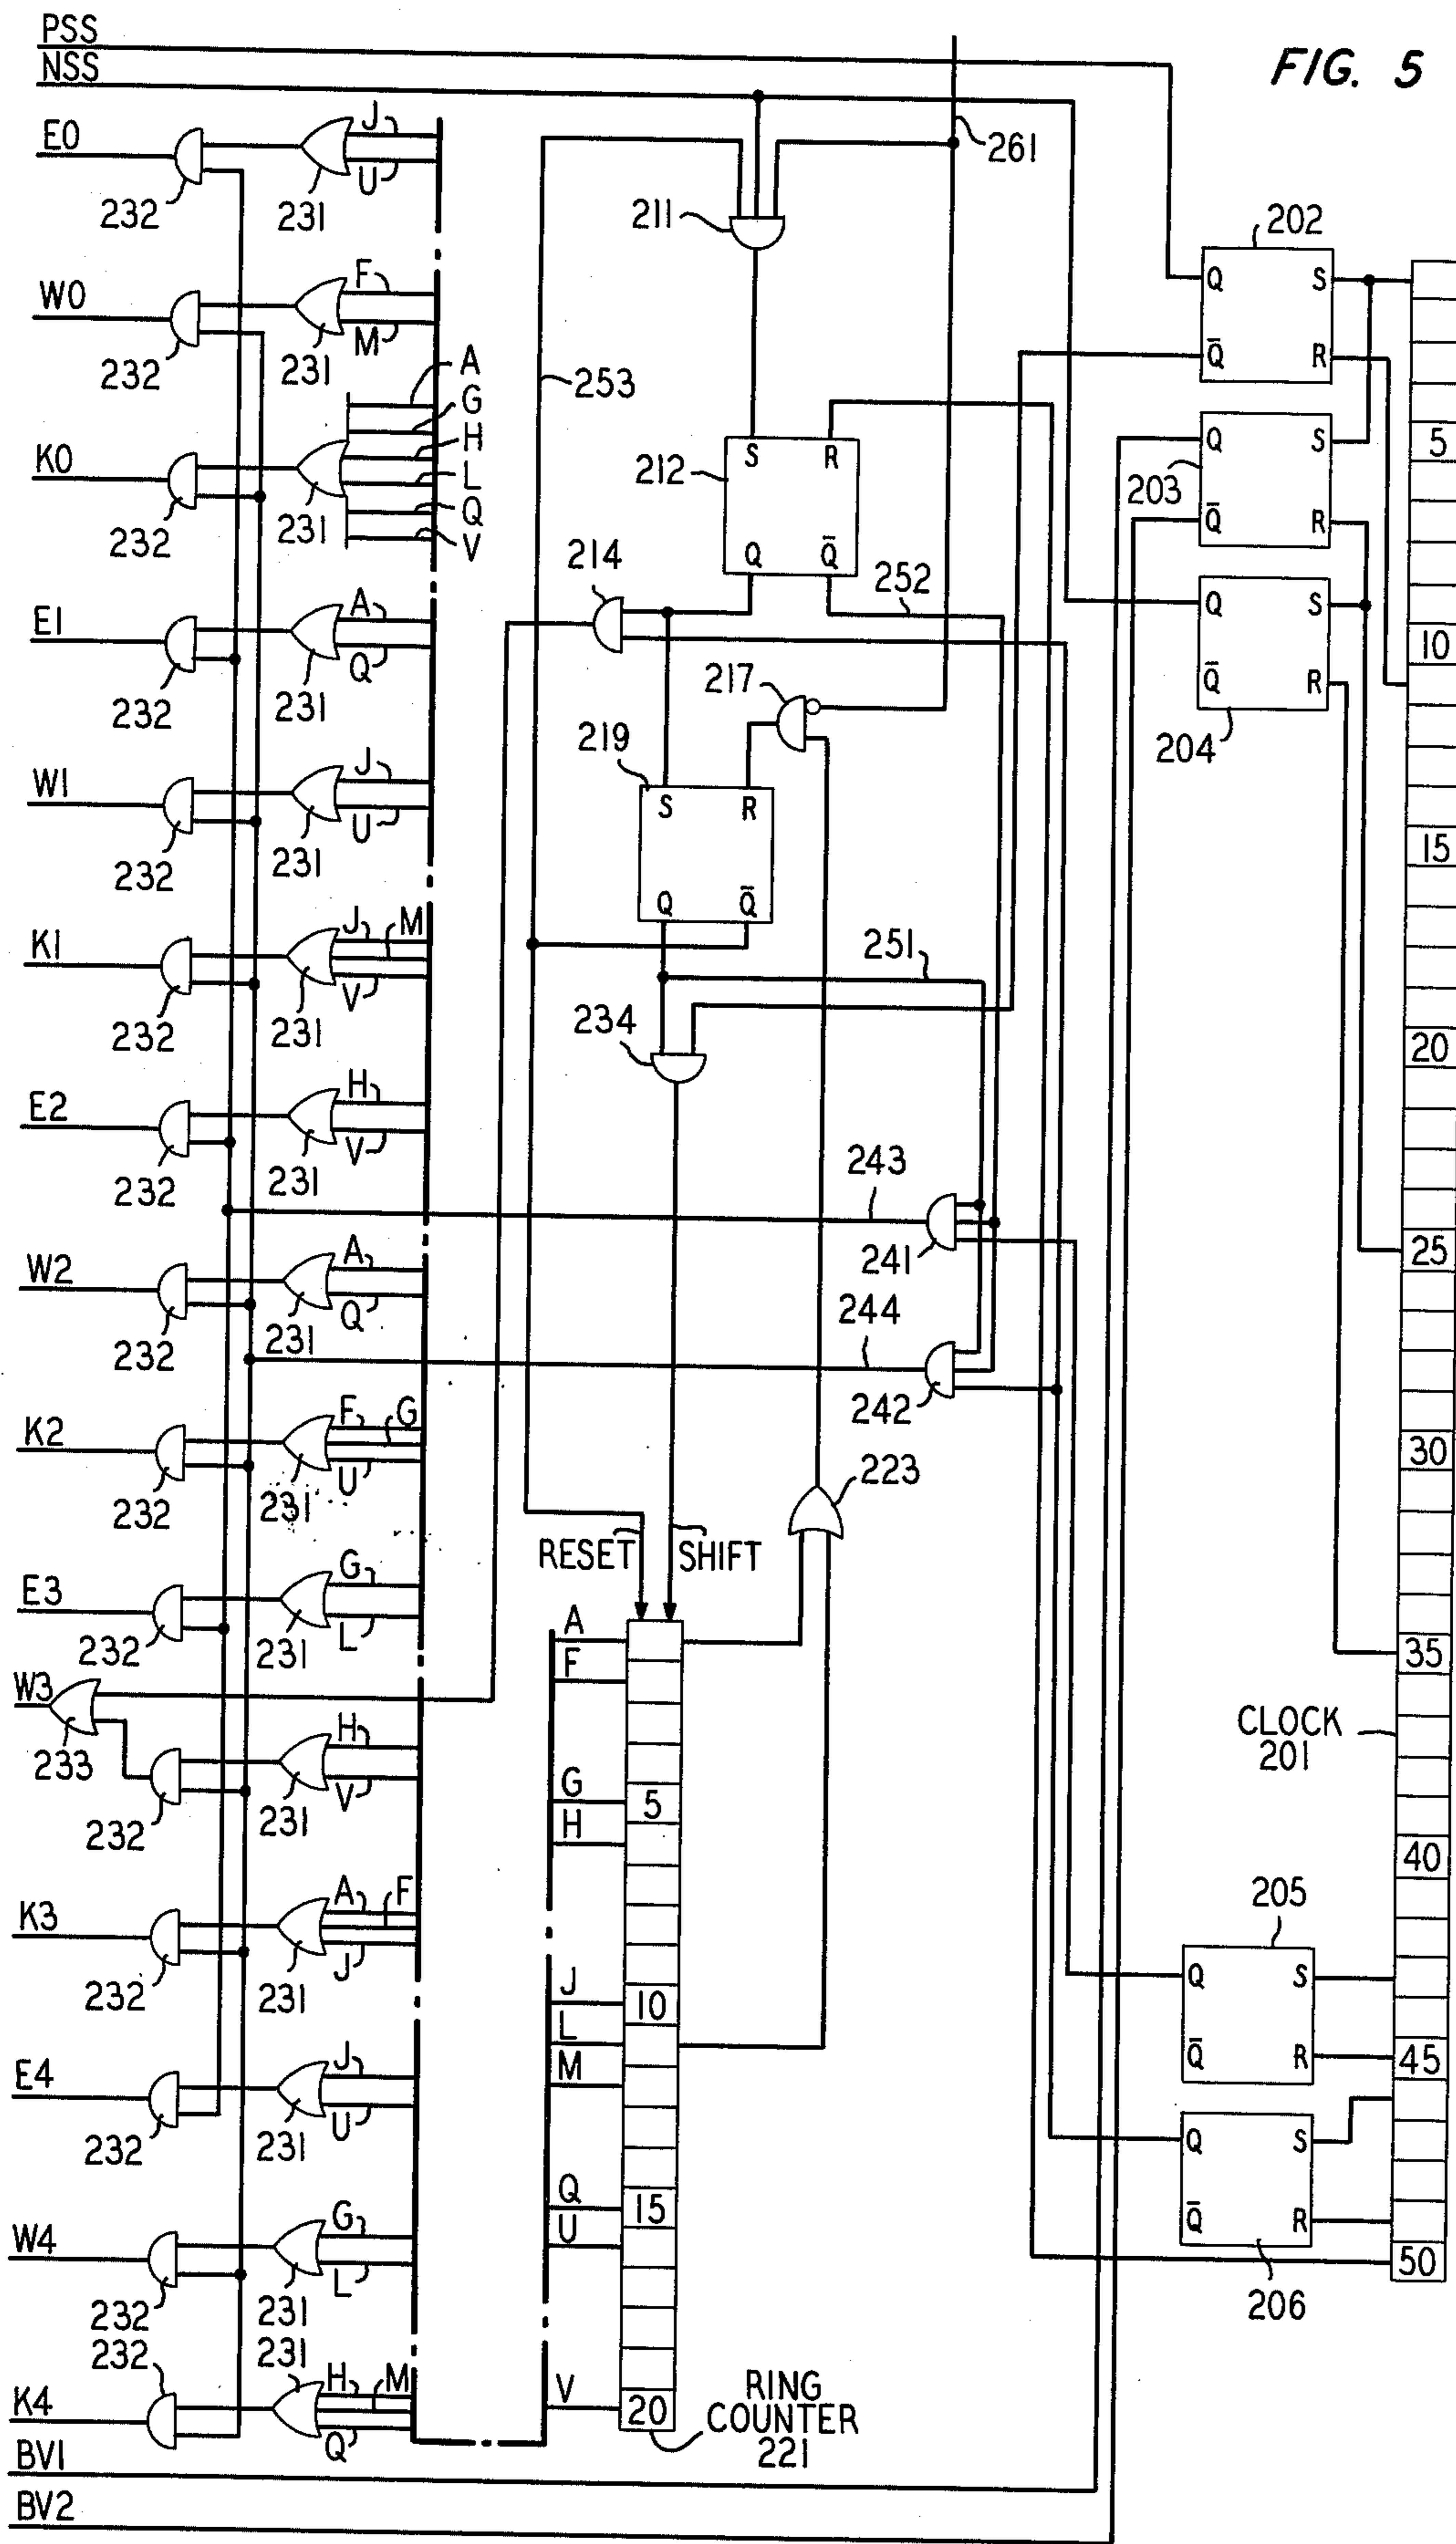 PSS
FIG. 5
NSS
261
E0
J
U
232
231
211
202
Q S
Q̅ R
W0
F
M
232
231
253
A
G
H
L
Q
V
K0
232
231
212
S R
Q Q̅
203
Q S
Q̅ R
5
214
252
E1
A
Q
232
231
Q S
Q̅ R
204
10
217
219
S R
Q Q̅
W1
J
U
232
231
15
K1
J M
V
232
231
251
234
20
E2
H
V
232
231
243
241
25
W2
A
Q
232
231
244
242
K2
F G
U
232
231
30
223
RESET
SHIFT
E3
G
L
232
231
35
W3
233
H
V
232
231
CLOCK
201
A
F
G
5
H
K3
A F
J
232
231
40
J
10
L
M
205
Q S
Q̅ R
45
E4
J
U
232
231
Q
15
U
Q S
Q̅ R
206
50
W4
G
L
232
231
K4
232
231
H M
Q
V
20
RING
COUNTER
221
BV1
BV2